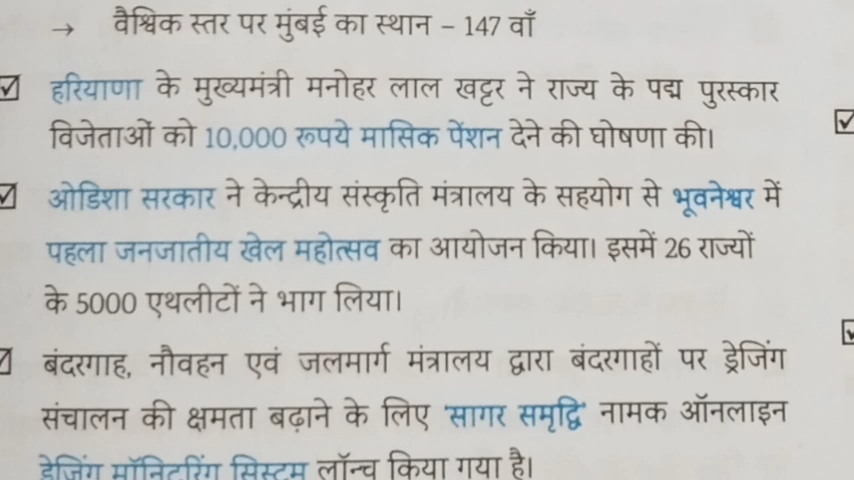 → वैश्विक स्तर पर मुंबई का स्थान – 147 वाँ
हरियाणा के मुख्यमंत्री मनोहर लाल खट्टर ने राज्य के पद्म पुरस्कार
विजेताओं को 10,000 रूपये मासिक पेंशन देने की घोषणा की।
ओडिशा सरकार ने केन्द्रीय संस्कृति मंत्रालय के सहयोग से भूवनेश्वर में
पहला जनजातीय खेल महोत्सव का आयोजन किया। इसमें 26 राज्यों
के 5000 एथलीटों ने भाग लिया।
बंदरगाह, नौवहन एवं जलमार्ग मंत्रालय द्वारा बंदरगाहों पर ड्रेजिंग
संचालन की क्षमता बढ़ाने के लिए 'सागर समृद्धि' नामक ऑनलाइन
ड्रेजिंग मॉनिटरिंग सिस्टम लॉन्च किया गया है।